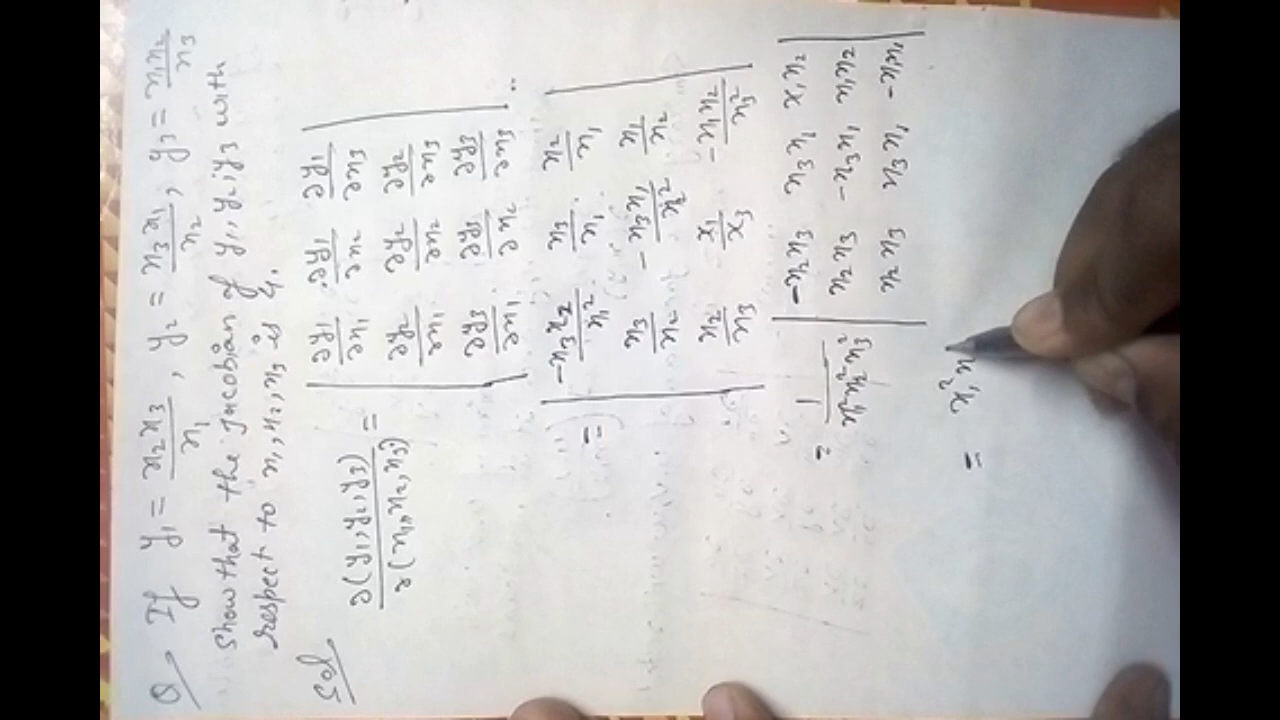 Q. If y₁ = x₂x₃/x₁ , y₂ = x₃x₁/x₂ , y₃ = x₁x₂/x₃
Show that the Jacobian of y₁, y₂, y₃ with
respect to x₁, x₂, x₃ is 4.
Sol. ∂(y₁, y₂, y₃)/∂(x₁, x₂, x₃) = | ∂y₁/∂x₁ ∂y₁/∂x₂ ∂y₁/∂x₃
∂y₂/∂x₁ ∂y₂/∂x₂ ∂y₂/∂x₃
∂y₃/∂x₁ ∂y₃/∂x₂ ∂y₃/∂x₃ |
= | -x₃x₂/x₁² x₃/x₁ x₂/x₁
x₃/x₂ -x₃x₁/x₂² x₁/x₂
x₂/x₃ x₁/x₃ -x₁x₂/x₃² |
= 1/x₁²x₂²x₃² | -x₂x₃ x₃x₁ x₁x₂
x₂x₃ -x₃x₁ x₁x₂
x₂x₃ x₃x₁ -x₁x₂ |
= x₁²x